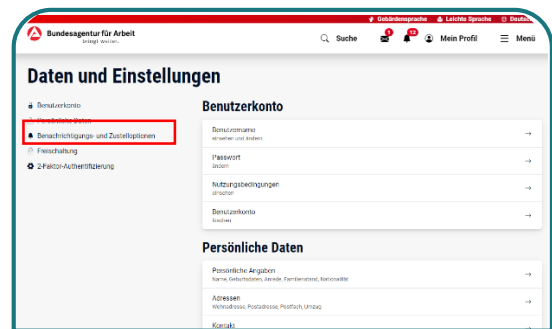 Gebärdensprache Leichte Sprache Deutsch
Bundesagentur für Arbeit
bringt weiter.
Suche
1
12
Mein Profil
Menü
Daten und Einstellungen
Benutzerkonto
Persönliche Daten
Benachrichtigungs- und Zustelloptionen
Freischaltung
2-Faktor-Authentifizierung
Benutzerkonto
Benutzername
einsehen und ändern
Passwort
ändern
Nutzungsbedingungen
einsehen
Benutzerkonto
löschen
Persönliche Daten
Persönliche Angaben
Name, Geburtsdaten, Anrede, Familienstand, Nationalität
Adressen
Wohnadresse, Postadresse, Postfach, Umzug
Kontakt